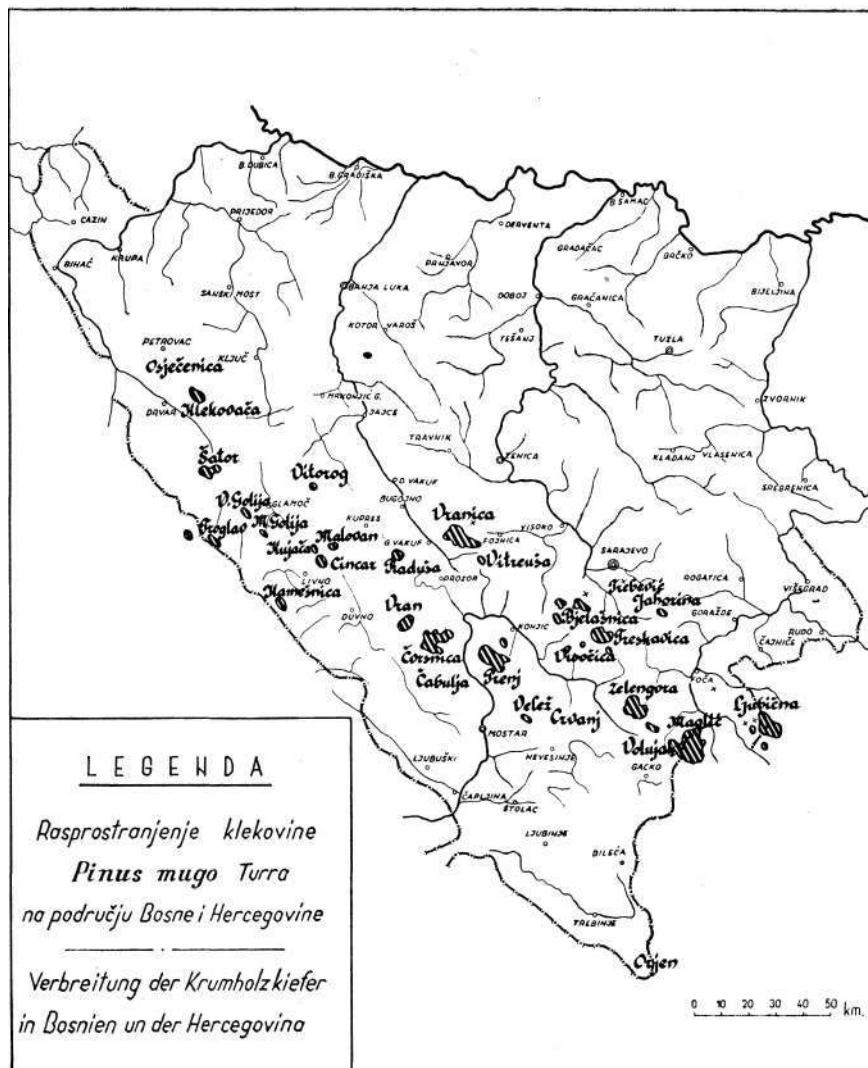 B.DUBICA
B.GRADIŠKA
CAZIN
PRIJEDOR
B.ŠAMAC
DERVENTA
BIHAĆ
KRUPA
PRNJAVOR
GRADAČAC
BRČKO
SANSKI MOST
BANJA LUKA
DOBOJ
GRAČANICA
BIJELJINA
KOTOR VAROŠ
TEŠANJ
TUZLA
PETROVAC
KLJUČ
Osječenica
Klekovača
DRVAR
MRKONJIĆ G.
JAJCE
ZVORNIK
TRAVNIK
ZENICA
KLADANJ
VLASENICA
SREBRENICA
Šator
Vitorog
D.VAKUF
BUGOJNO
V.Golija
GLAMOČ
M.Golija
KUPRES
Vranica
FOJNICA
VISOKO
Troglav
Malovan
G.VAKUF
Raduša
Vitreuša
SARAJEVO
Cincar
LIVNO
PROZOR
ROGATICA
VIŠEGRAD
Trebević
Jahorina
GORAŽDE
Kamešnica
DUVNO
Vran
KONJIC
Bjelašnica
Treskavica
ČAJNIČE
RUDO
Čvrsnica
Čabulja
Prenj
FOČA
Zelengora
Velež
Crvanj
Maglić
Ljubična
Volujak
MOSTAR
NEVESINJE
GACKO
LJUBUŠKI
ČAPLJINA
STOLAC
LJUBINJE
BILEĆA
TREBINJE
Orjen
LEGENDA
Rasprostranjenje klekovine
Pinus mugo Turra
na području Bosne i Hercegovine
Verbreitung der Krumholzkiefer
in Bosnien un der Hercegovina
0 10 20 30 40 50 km.